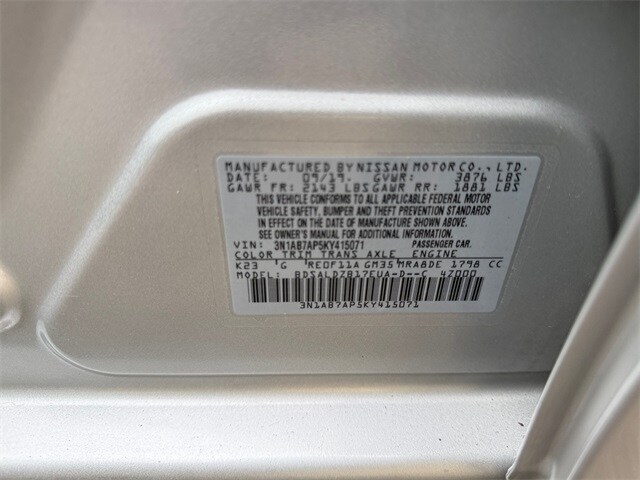 MANUFACTURED BY NISSAN MOTOR CO., LTD.
DATE: 09/19. GVWR: 3876 LBS
GAWR FR: 2143 LBS GAWR RR: 1881 LBS
THIS VEHICLE CONFORMS TO ALL APPLICABLE FEDERAL MOTOR
VEHICLE SAFETY, BUMPER AND THEFT PREVENTION STANDARDS
IN EFFECT ON THE DATE OF MANUFACTURE SHOWN ABOVE.
SEE OWNER'S MANUAL FOR ADDITIONAL INFORMATION.
VIN: 3N1AB7AP5KY415071 PASSENGER CAR.
COLOR TRIM TRANS AXLE ENGINE
K23 'G RE0F11A GM35 MRA8DE 1798 CC
MODEL: BDSALDZB17EUA-D--C 4Z000
3N1AB7AP5KY415071